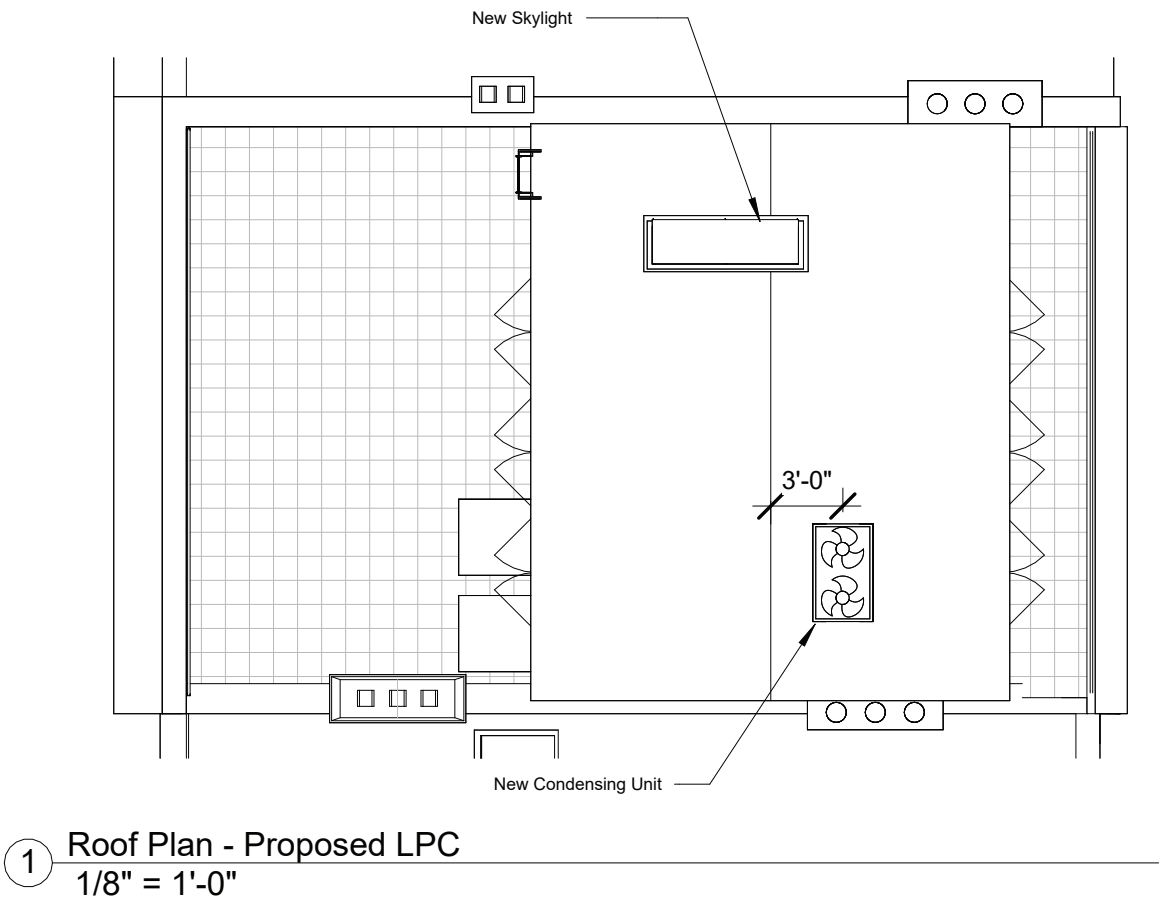 New Skylight
3'-0"
New Condensing Unit
1
Roof Plan - Proposed LPC
1/8" = 1'-0"